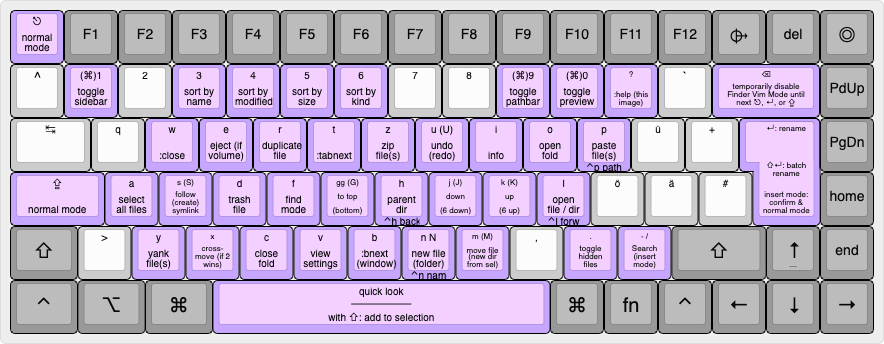 ⎋
normal
mode
F1
F2
F3
F4
F5
F6
F7
F8
F9
F10
F11
F12
del
◎
^
(⌘)1
toggle
sidebar
2
3
sort by
name
4
sort by
modified
5
sort by
size
6
sort by
kind
7
8
(⌘)9
toggle
pathbar
(⌘)0
toggle
preview
?
:help (this
image)
`
⌫
temporarily disable
Finder Vim Mode until
next ⎋, ↵, or ⇪
PdUp
↹
q
w
:close
e
eject (if
volume)
r
duplicate
file
t
:tabnext
z
zip
file(s)
u (U)
undo
(redo)
i
info
o
open
fold
p
paste
file(s)
^p path
ü
+
↵: rename
⇧↵: batch
rename
insert mode:
confirm &
normal mode
PgDn
⇪
normal mode
a
select
all files
s (S)
follow
(create)
symlink
d
trash
file
f
find
mode
gg (G)
to top
(bottom)
h
parent
dir
^h back
j (J)
down
(6 down)
k (K)
up
(6 up)
l
open
file / dir
^l forw
ö
ä
#
home
⇧
>
y
yank
file(s)
x
cross-
move (if 2
wins)
c
close
fold
v
view
settings
b
:bnext
(window)
n N
new file
(folder)
^n nam
m (M)
move file
(new dir
from sel)
,
.
toggle
hidden
files
- /
Search
(insert
mode)
⇧
↑
end
^
⌥
⌘
quick look
with ⇧: add to selection
⌘
fn
^
←
↓
→